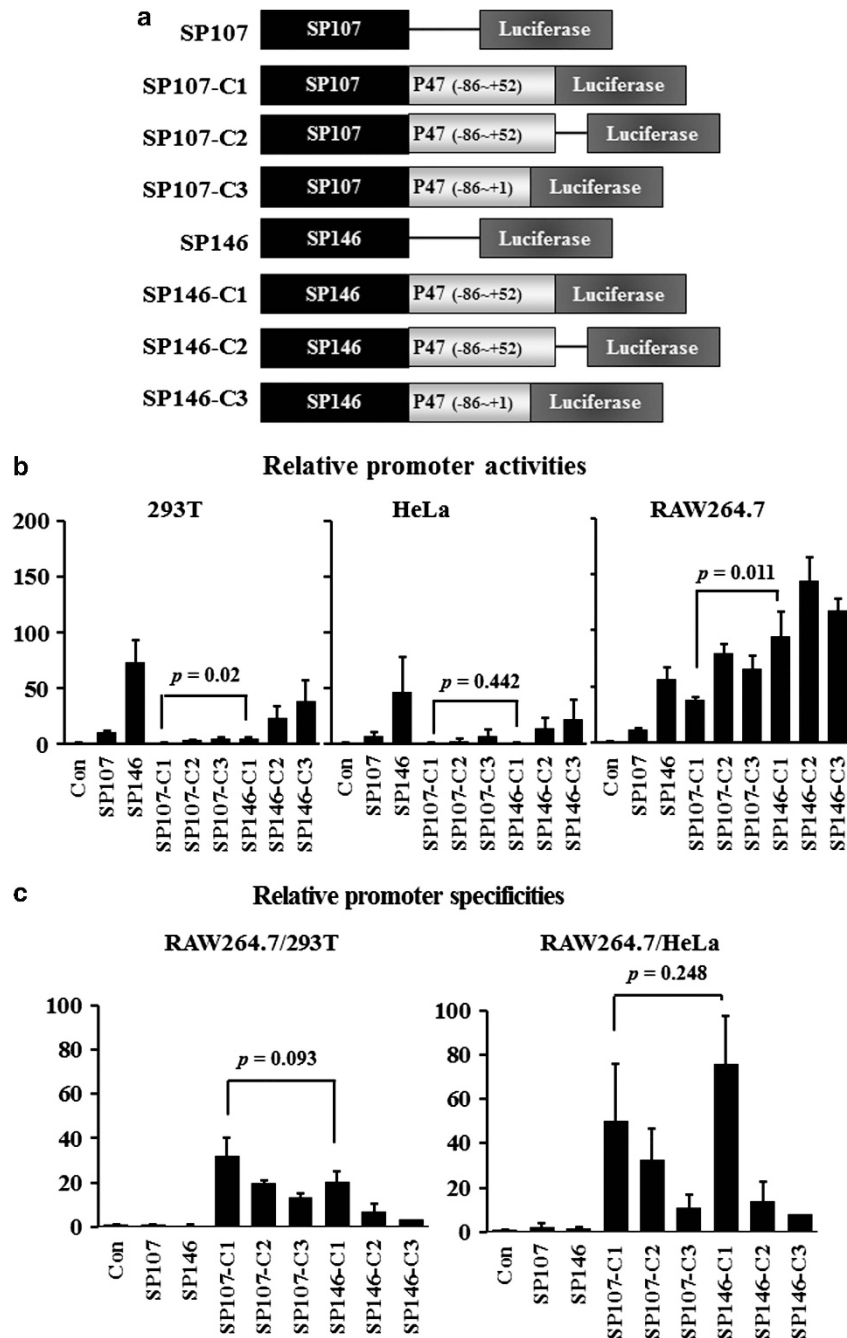 a
SP107 SP107 Luciferase
SP107-C1 SP107 P47 (-86~+52) Luciferase
SP107-C2 SP107 P47 (-86~+52) Luciferase
SP107-C3 SP107 P47 (-86~+1) Luciferase
SP146 SP146 Luciferase
SP146-C1 SP146 P47 (-86~+52) Luciferase
SP146-C2 SP146 P47 (-86~+52) Luciferase
SP146-C3 SP146 P47 (-86~+1) Luciferase
b
Relative promoter activities
293T HeLa RAW264.7
200
150
100
50
0
p = 0.02
p = 0.442
p = 0.011
Con SP107 SP146 SP107-C1 SP107-C2 SP107-C3 SP146-C1 SP146-C2 SP146-C3
Con SP107 SP146 SP107-C1 SP107-C2 SP107-C3 SP146-C1 SP146-C2 SP146-C3
Con SP107 SP146 SP107-C1 SP107-C2 SP107-C3 SP146-C1 SP146-C2 SP146-C3
c
Relative promoter specificities
RAW264.7/293T
100
80
60
40
20
0
p = 0.093
Con SP107 SP146 SP107-C1 SP107-C2 SP107-C3 SP146-C1 SP146-C2 SP146-C3
RAW264.7/HeLa
p = 0.248
100
80
60
40
20
0
Con SP107 SP146 SP107-C1 SP107-C2 SP107-C3 SP146-C1 SP146-C2 SP146-C3